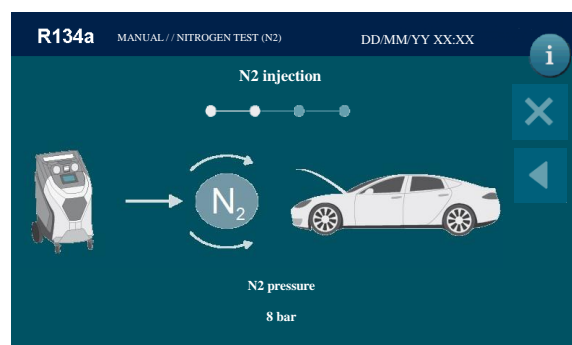 R134a MANUAL // NITROGEN TEST (N2) DD/MM/YY XX:XX
i
N2 injection
N2
N2 pressure
8 bar